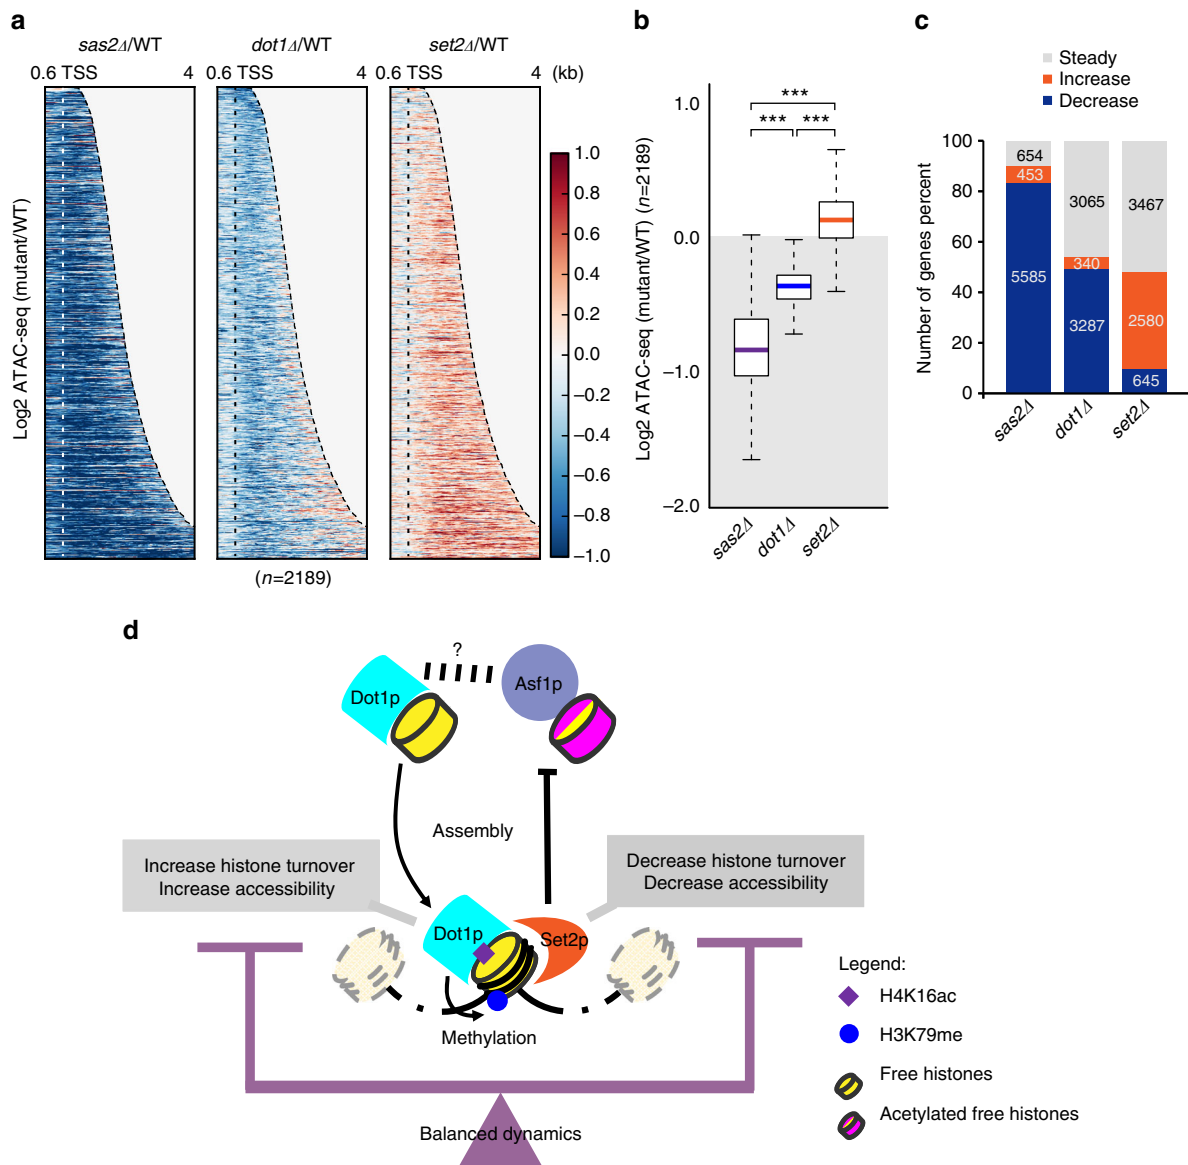 a
sas2Δ/WT
dot1Δ/WT
set2Δ/WT
0.6 TSS 4
0.6 TSS 4
0.6 TSS 4 (kb)
Log2 ATAC-seq (mutant/WT)
1.0
0.8
0.6
0.4
0.2
0.0
−0.2
−0.4
−0.6
−0.8
−1.0
(n=2189)
b
Log2 ATAC-seq (mutant/WT) (n=2189)
1.0
0.0
−1.0
−2.0
***
*** ***
sas2Δ
dot1Δ
set2Δ
c
Steady
Increase
Decrease
Number of genes percent
100
80
60
40
20
0
654
453
5585
3065
340
3287
3467
2580
645
sas2Δ
dot1Δ
set2Δ
d
?
Dot1p
Asf1p
Assembly
Increase histone turnover
Increase accessibility
Decrease histone turnover
Decrease accessibility
Dot1p
Set2p
Methylation
Balanced dynamics
Legend:
H4K16ac
H3K79me
Free histones
Acetylated free histones